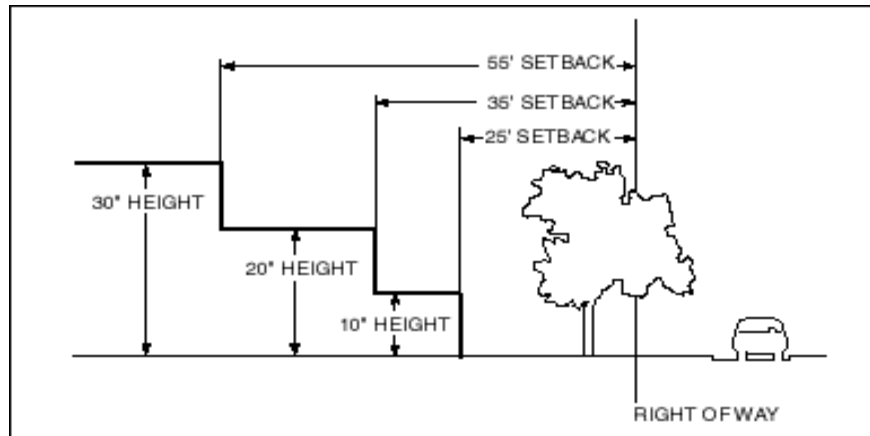 55' SETBACK
35' SETBACK
25' SETBACK
30" HEIGHT
20" HEIGHT
10" HEIGHT
RIGHT OF WAY